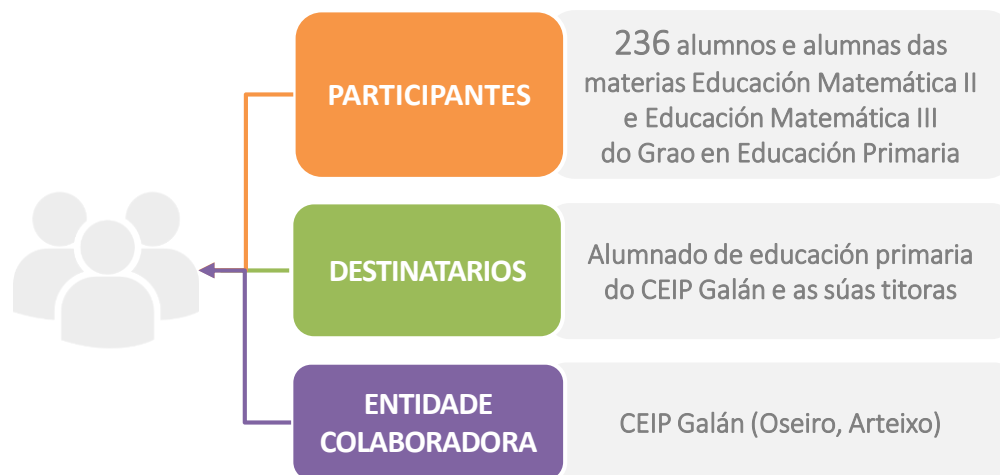 PARTICIPANTES
236 alumnos e alumnas das
materias Educación Matemática II
e Educación Matemática III
do Grao en Educación Primaria
DESTINATARIOS
Alumnado de educación primaria
do CEIP Galán e as súas titoras
ENTIDADE
COLABORADORA
CEIP Galán (Oseiro, Arteixo)